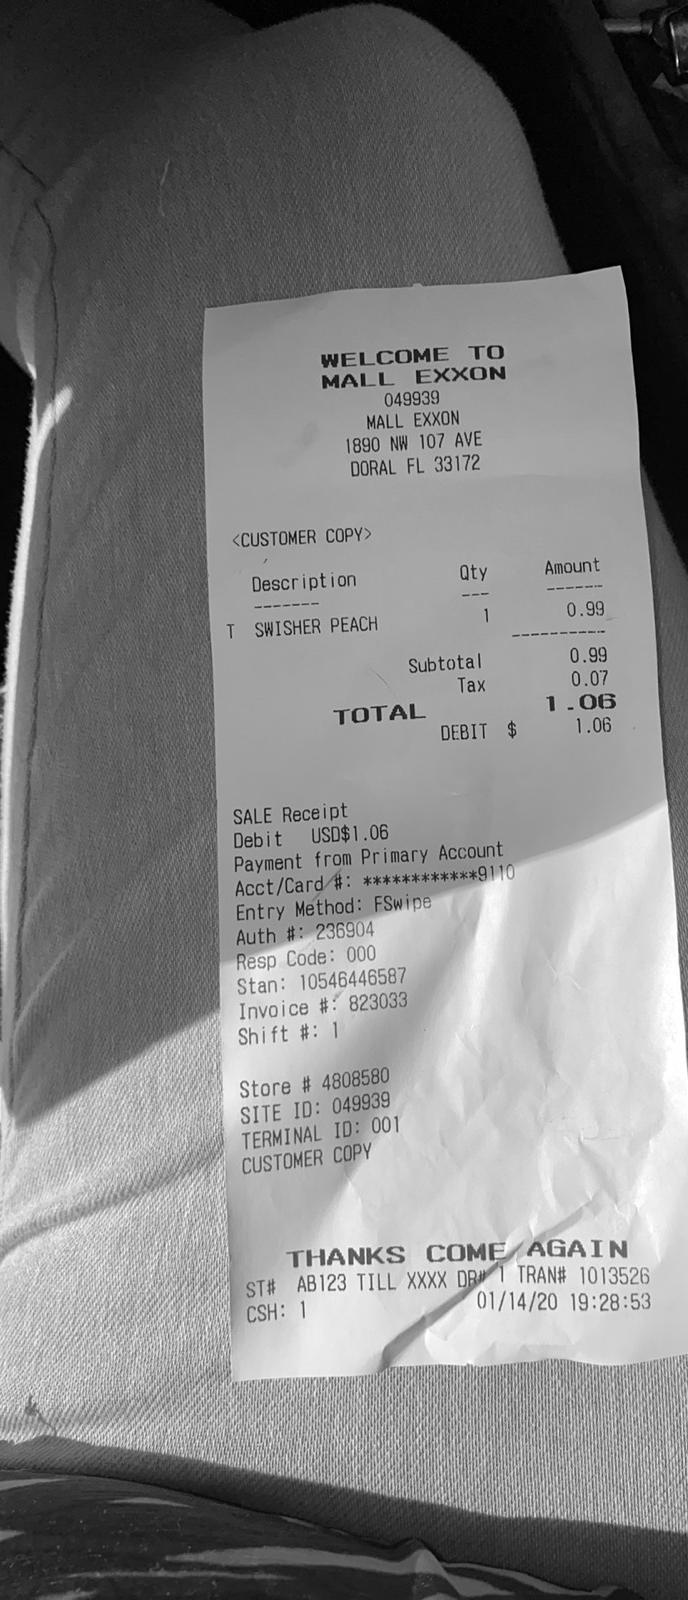 WELCOME TO
MALL EXXON
049939
MALL EXXON
1890 NW 107 AVE
DORAL FL 33172
<CUSTOMER COPY>
Description Qty Amount
------- --- ------
T SWISHER PEACH 1 0.99
----------
Subtotal 0.99
Tax 0.07
TOTAL 1.06
DEBIT $ 1.06
SALE Receipt
Debit USD$1.06
Payment from Primary Account
Acct/Card #: ************9110
Entry Method: FSwipe
Auth #: 236904
Resp Code: 000
Stan: 10546446587
Invoice #: 823033
Shift #: 1
Store # 4808580
SITE ID: 049939
TERMINAL ID: 001
CUSTOMER COPY
THANKS COME AGAIN
ST# AB123 TILL XXXX DR# 1 TRAN# 1013526
CSH: 1 01/14/20 19:28:53